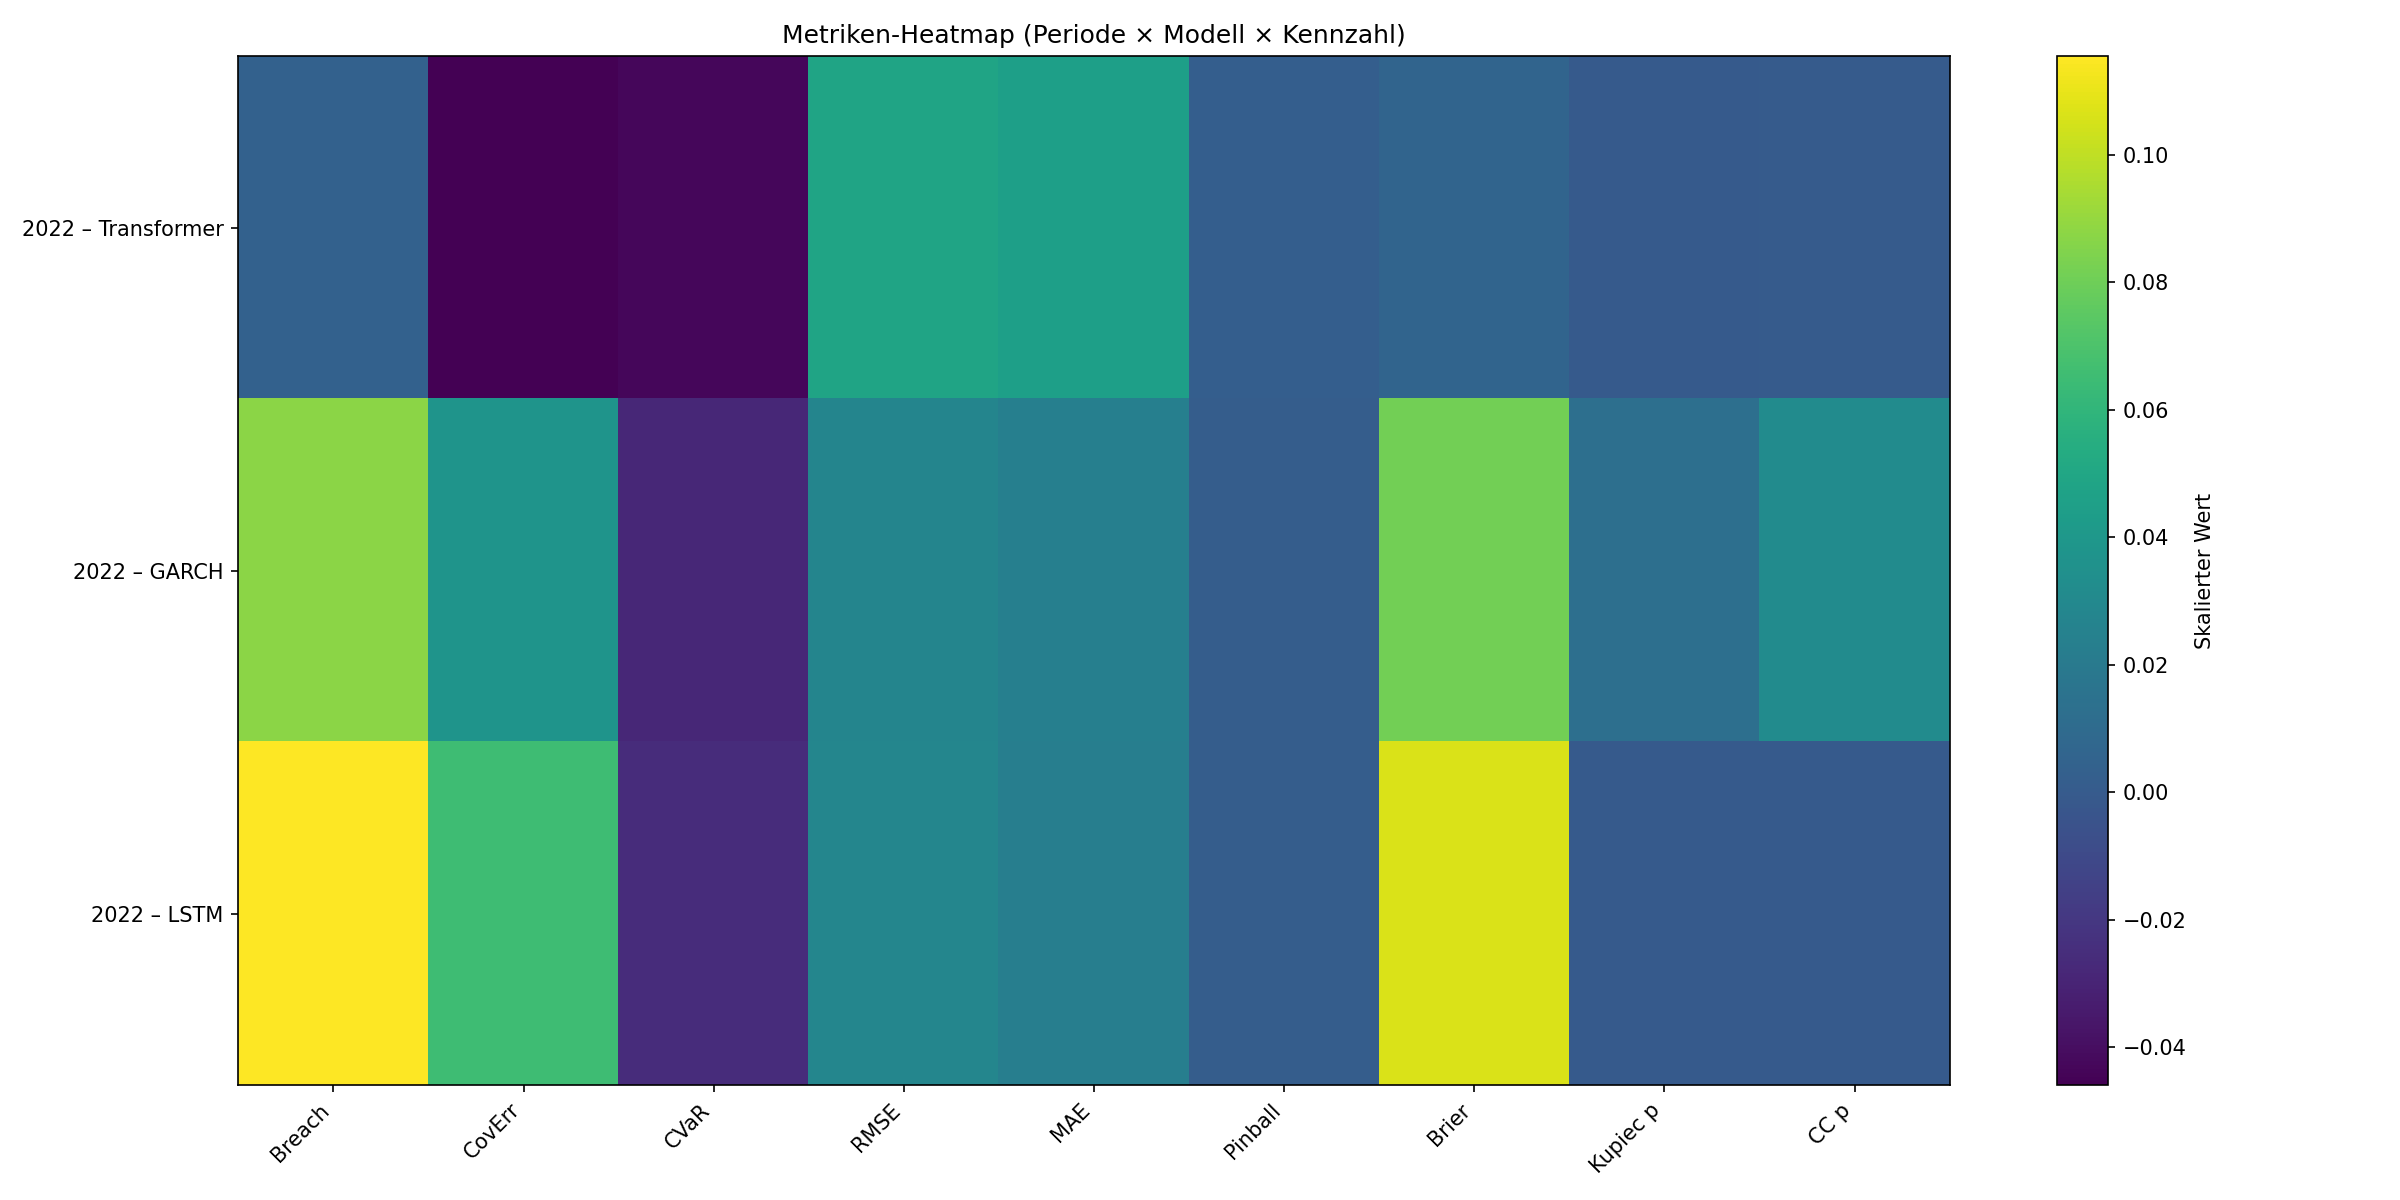 Metriken-Heatmap (Periode × Modell × Kennzahl)
2022 – Transformer
2022 – GARCH
2022 – LSTM
Breach
CovErr
CVaR
RMSE
MAE
Pinball
Brier
Kupiec p
CC p
0.10
0.08
0.06
0.04
0.02
0.00
−0.02
−0.04
Skalierter Wert